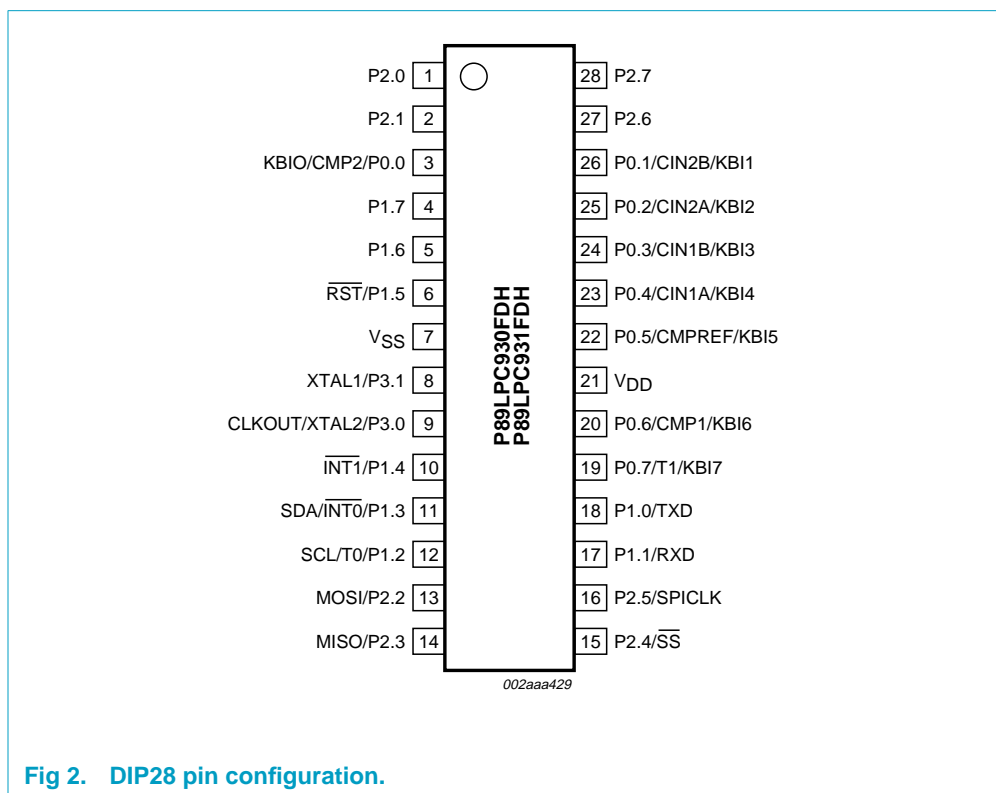 P2.0 1 28 P2.7
P2.1 2 27 P2.6
KBIO/CMP2/P0.0 3 26 P0.1/CIN2B/KBI1
P1.7 4 25 P0.2/CIN2A/KBI2
P1.6 5 24 P0.3/CIN1B/KBI3
RST/P1.5 6 23 P0.4/CIN1A/KBI4
VSS 7 22 P0.5/CMPREF/KBI5
XTAL1/P3.1 8 21 VDD
CLKOUT/XTAL2/P3.0 9 20 P0.6/CMP1/KBI6
INT1/P1.4 10 19 P0.7/T1/KBI7
SDA/INT0/P1.3 11 18 P1.0/TXD
SCL/T0/P1.2 12 17 P1.1/RXD
MOSI/P2.2 13 16 P2.5/SPICLK
MISO/P2.3 14 15 P2.4/SS
P89LPC930FDH
P89LPC931FDH
002aaa429
Fig 2. DIP28 pin configuration.